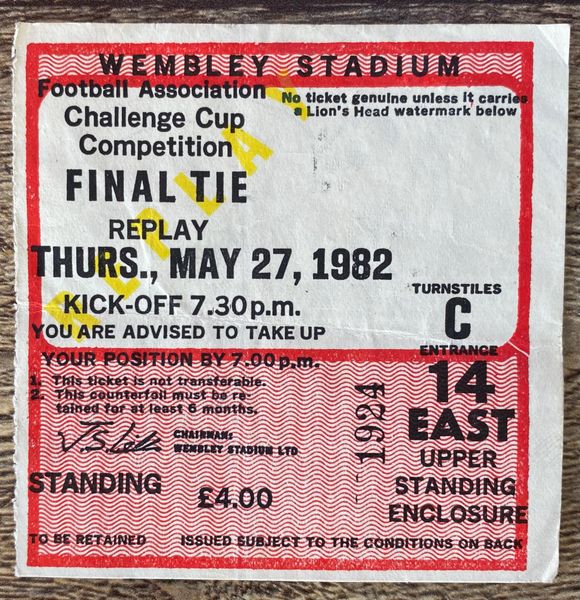 WEMBLEY STADIUM
Football Association
Challenge Cup
Competition
No ticket genuine unless it carries
a Lion's Head watermark below
FINAL TIE
REPLAY
REPLAY
THURS., MAY 27, 1982
KICK-OFF 7.30 p.m.
YOU ARE ADVISED TO TAKE UP
YOUR POSITION BY 7.00 p.m.
TURNSTILES
C
ENTRANCE
14
EAST
UPPER
STANDING
ENCLOSURE
1. This ticket is not transferable.
2. This counterfoil must be re-
tained for at least 6 months.
CHAIRMAN:
WEMBLEY STADIUM LTD
1924
STANDING
£4.00
TO BE RETAINED
ISSUED SUBJECT TO THE CONDITIONS ON BACK